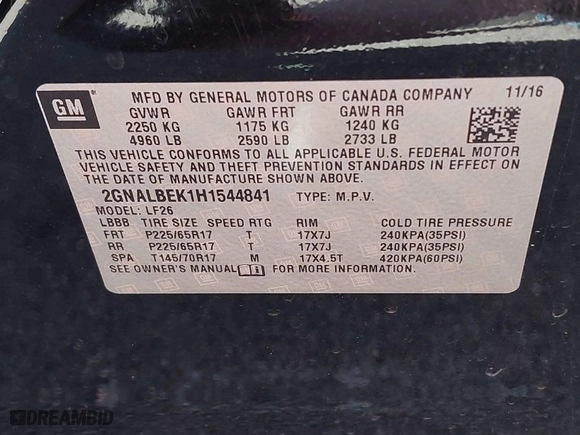 GM
MFD BY GENERAL MOTORS OF CANADA COMPANY 11/16
GVWR GAWR FRT GAWR RR
2250 KG 1175 KG 1240 KG
4960 LB 2590 LB 2733 LB
THIS VEHICLE CONFORMS TO ALL APPLICABLE U.S. FEDERAL MOTOR
VEHICLE SAFETY AND THEFT PREVENTION STANDARDS IN EFFECT ON
THE DATE OF MANUFACTURE SHOWN ABOVE.
2GNALBEK1H1544841 TYPE: M.P.V.
MODEL: LF26
LBBB TIRE SIZE SPEED RTG RIM COLD TIRE PRESSURE
FRT P225/65R17 T 17X7J 240KPA(35PSI)
RR P225/65R17 T 17X7J 240KPA(35PSI)
SPA T145/70R17 M 17X4.5T 420KPA(60PSI)
SEE OWNER'S MANUAL FOR MORE INFORMATION.
DREAMBID